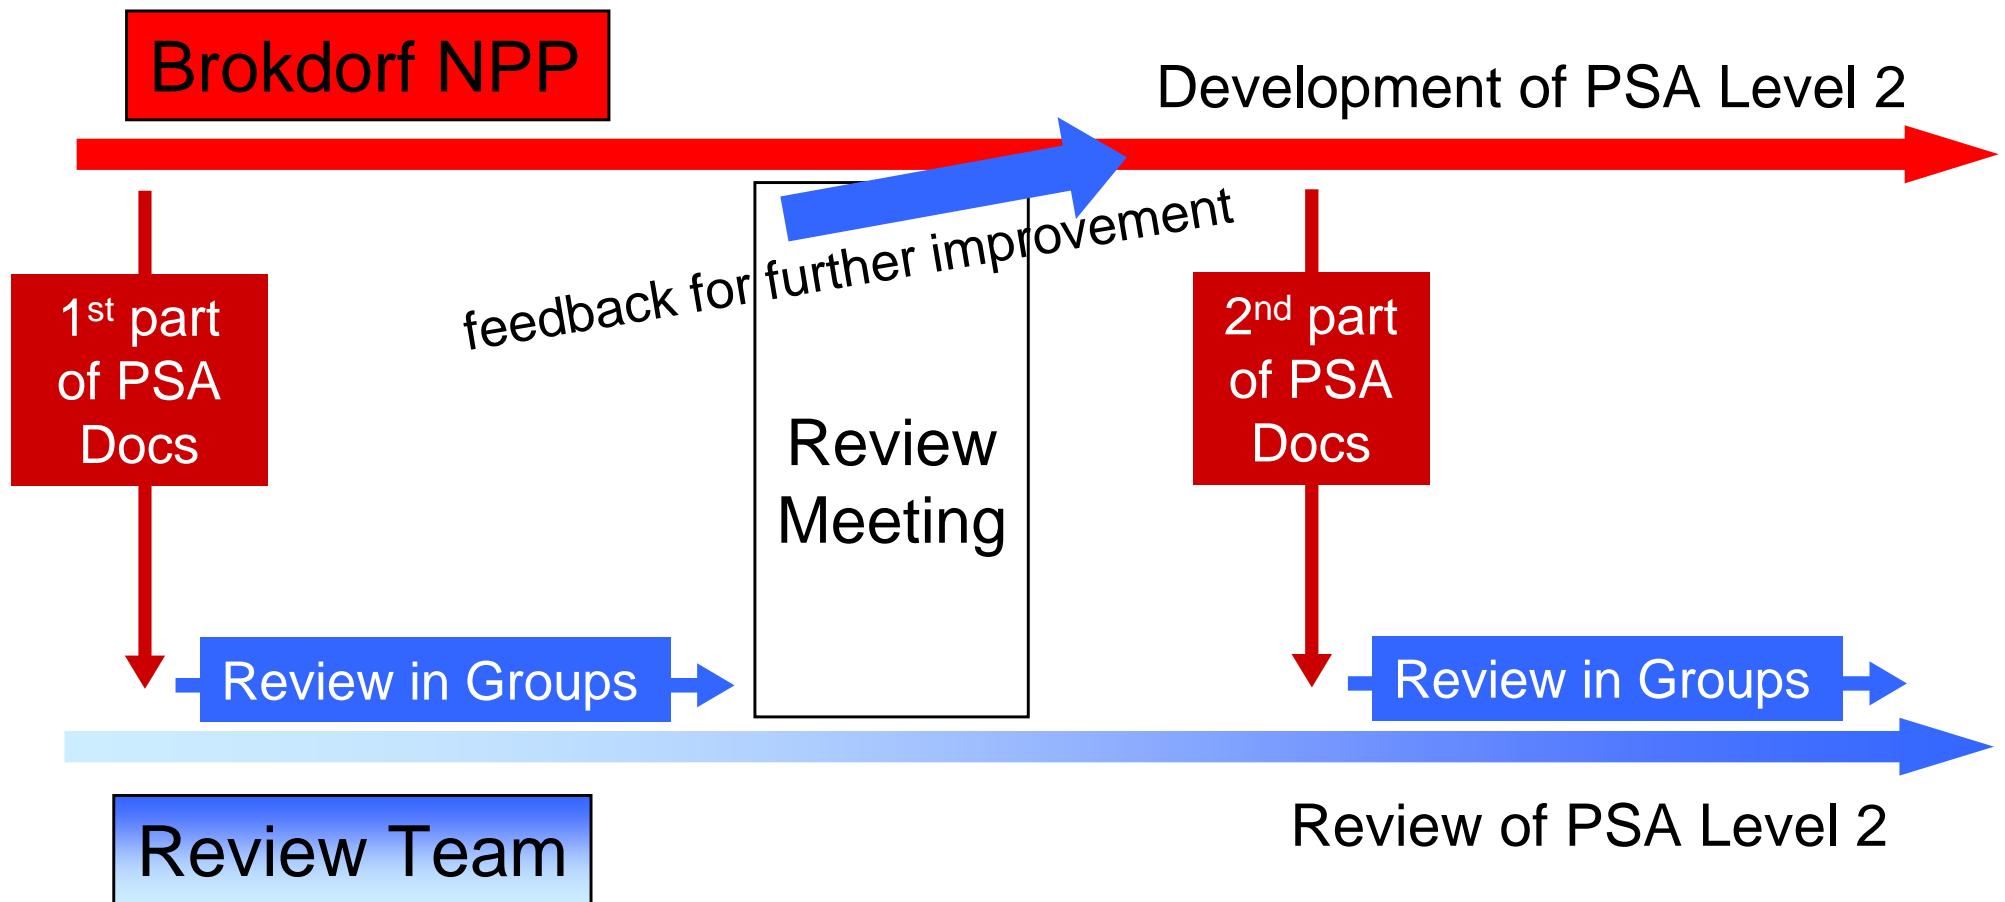 Brokdorf NPP
Development of PSA Level 2
feedback for further improvement
1st part
of PSA
Docs
Review
Meeting
2nd part
of PSA
Docs
Review in Groups
Review in Groups
Review Team
Review of PSA Level 2